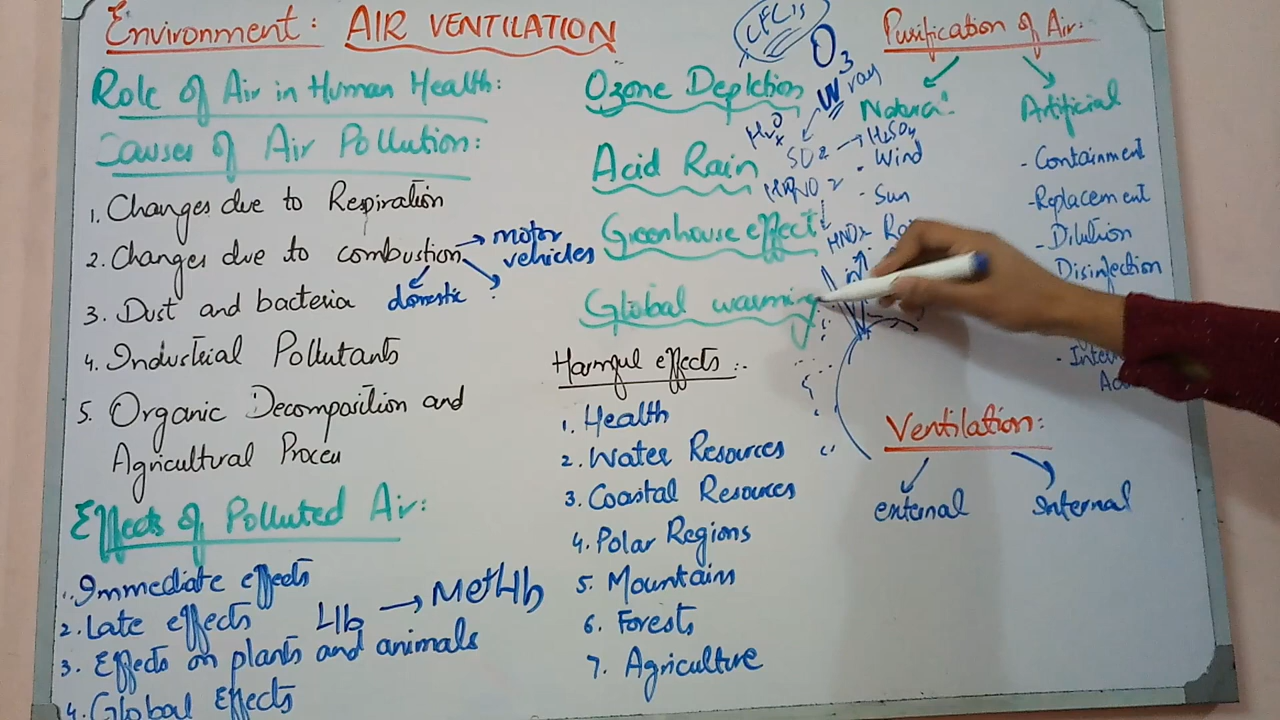 Environment: AIR VENTILATION
Role of Air in Human Health:
Causes of Air Pollution:
1. Changes due to Respiration
2. Changes due to combustion → motor vehicles
domestic ?
3. Dust and bacteria
4. Industrial Pollutants
5. Organic Decomposition and
Agricultural Process
Effects of Polluted Air:
1. Immediate effects
2. Late effects Hb → MetHb
3. Effects on plants and animals
4. Global Effects
CFC's
O3
Ozone Depletion
UV ray
SO2 → H2SO4
Acid Rain
Greenhouse effect
Global warming
Harmful effects:
1. Health
2. Water Resources
3. Coastal Resources
4. Polar Regions
5. Mountains
6. Forests
7. Agriculture
Purification of Air:
Natural:
- Wind
- Sun
Artificial
- Containment
- Replacement
- Dilution
Disinfection
Ventilation:
external
Internal